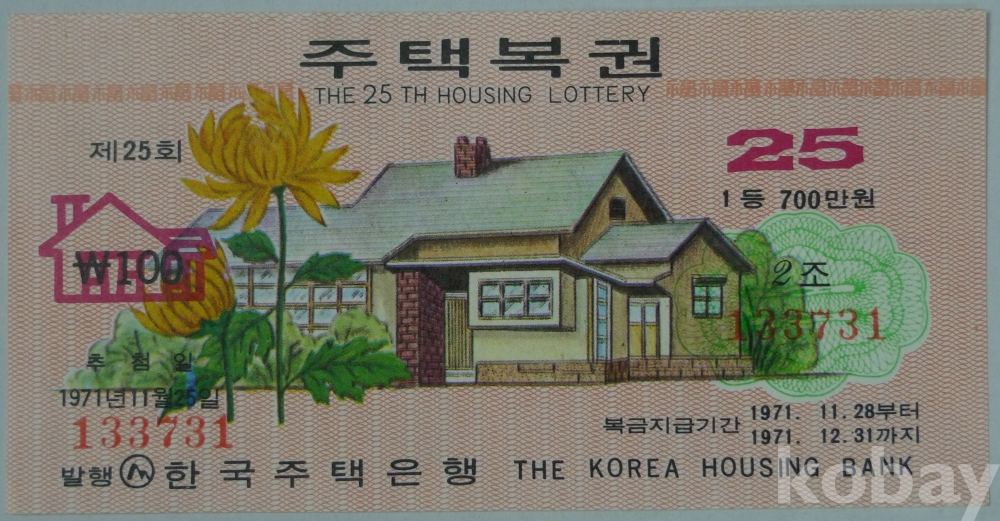 주택복권
THE 25 TH HOUSING LOTTERY
제25회
25
1등 700만원
₩100
2조
133731
추첨일
1971년11월25일
133731
복금지급기간 1971. 11.28부터
1971. 12.31까지
발행 한국주택은행 THE KOREA HOUSING BANK
kobay